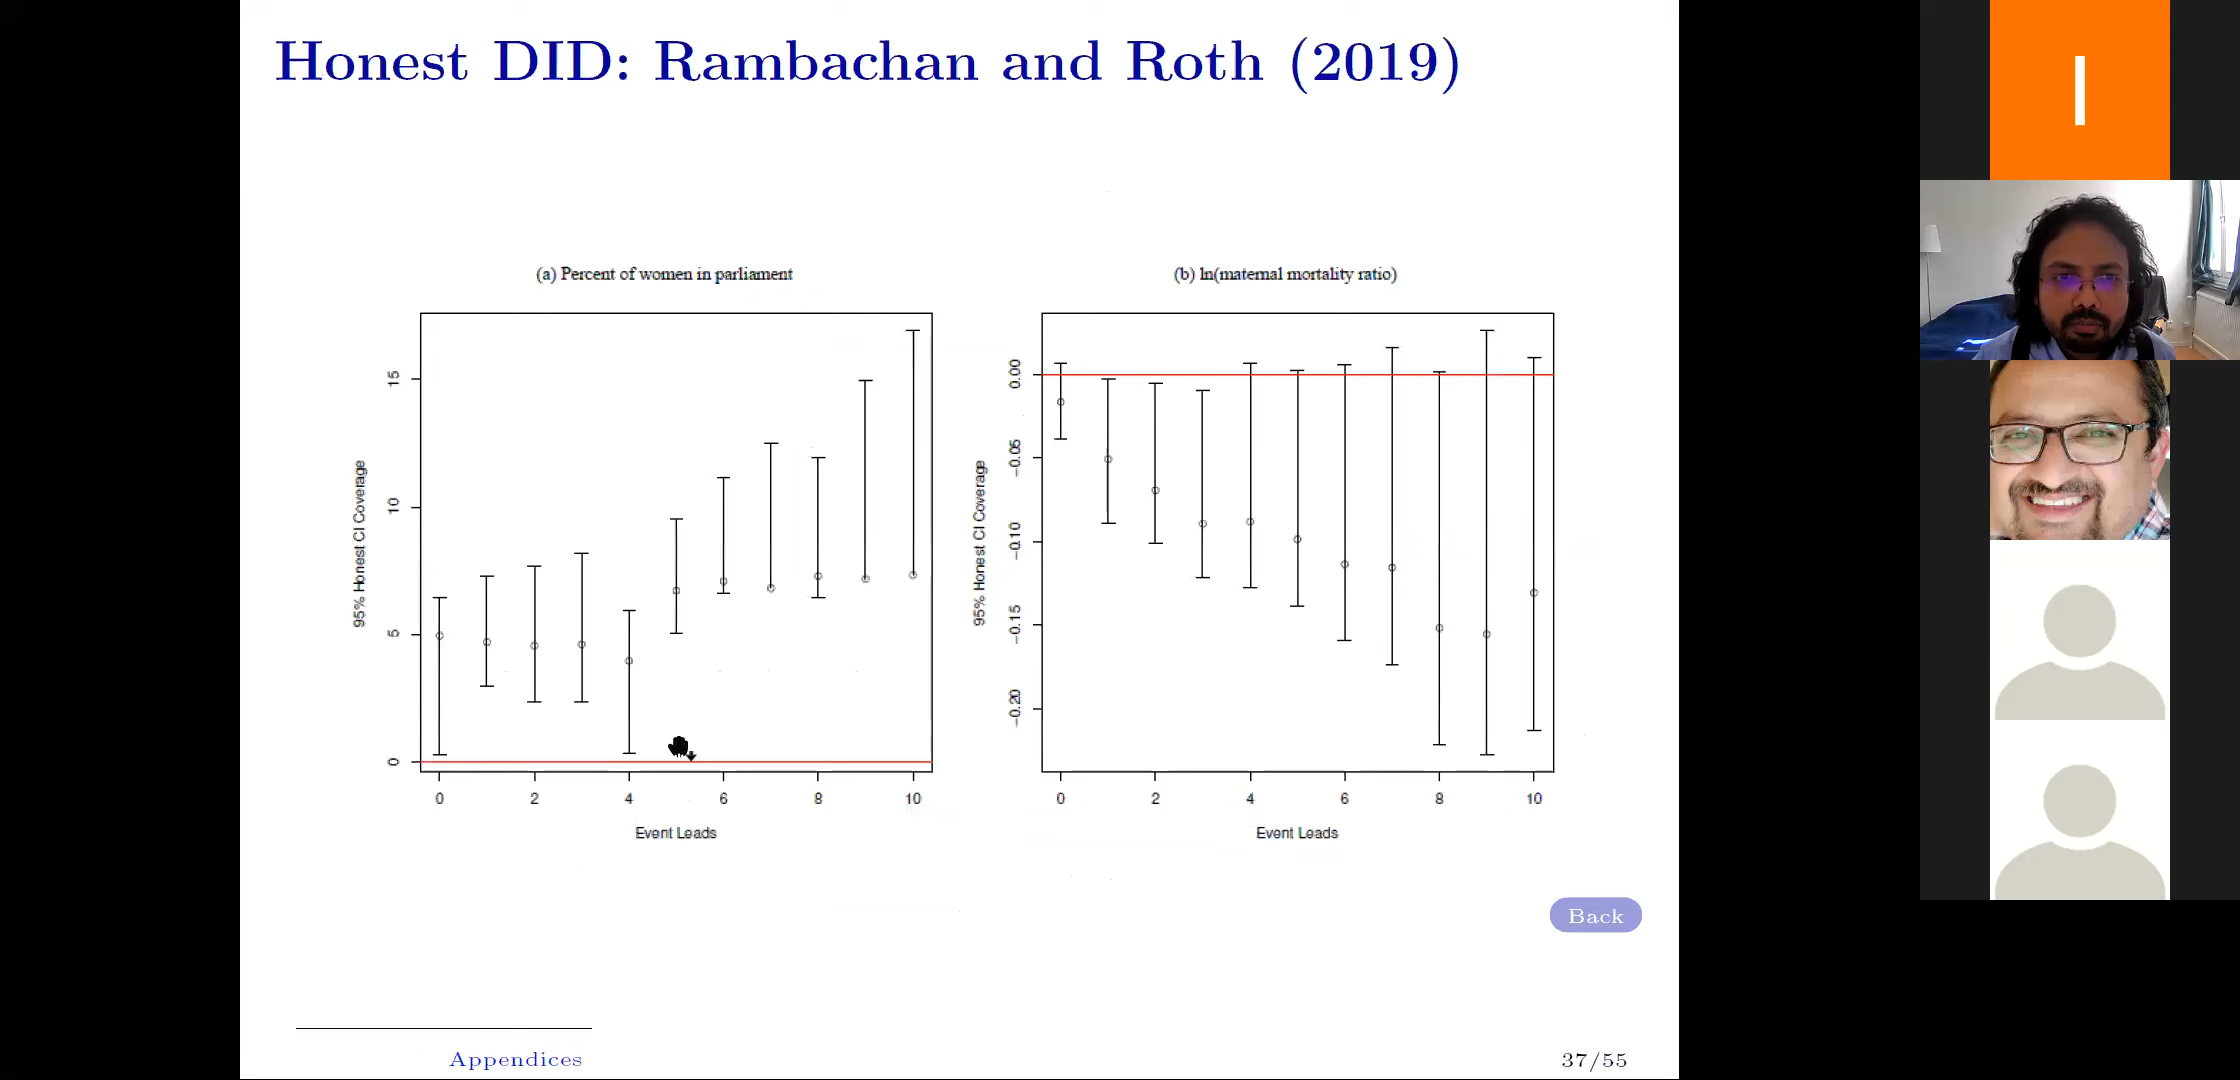 Honest DID: Rambachan and Roth (2019)
(a) Percent of women in parliament
(b) ln(maternal mortality ratio)
95% Honest CI Coverage
15
10
5
0
0 2 4 6 8 10
Event Leads
95% Honest CI Coverage
0.00
−0.05
−0.10
−0.15
−0.20
0 2 4 6 8 10
Event Leads
Back
Appendices
37/55
I